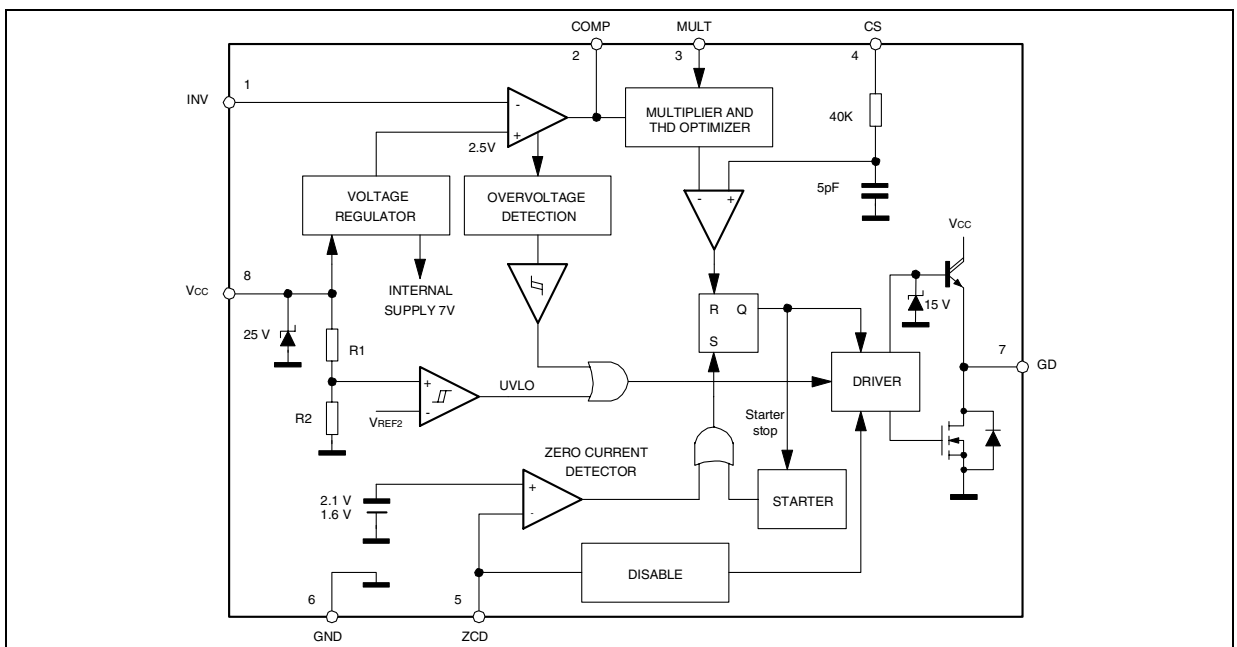 COMP
MULT
CS
2
3
4
1
INV
-
+
2.5V
MULTIPLIER AND
THD OPTIMIZER
40K
5pF
VOLTAGE
REGULATOR
OVERVOLTAGE
DETECTION
- +
VCC
8
VCC
INTERNAL
SUPPLY 7V
R Q
S
15 V
25 V
R1
7
GD
DRIVER
+
-
UVLO
R2
VREF2
Starter
stop
ZERO CURRENT
DETECTOR
2.1 V
1.6 V
+
-
STARTER
DISABLE
6
5
GND
ZCD